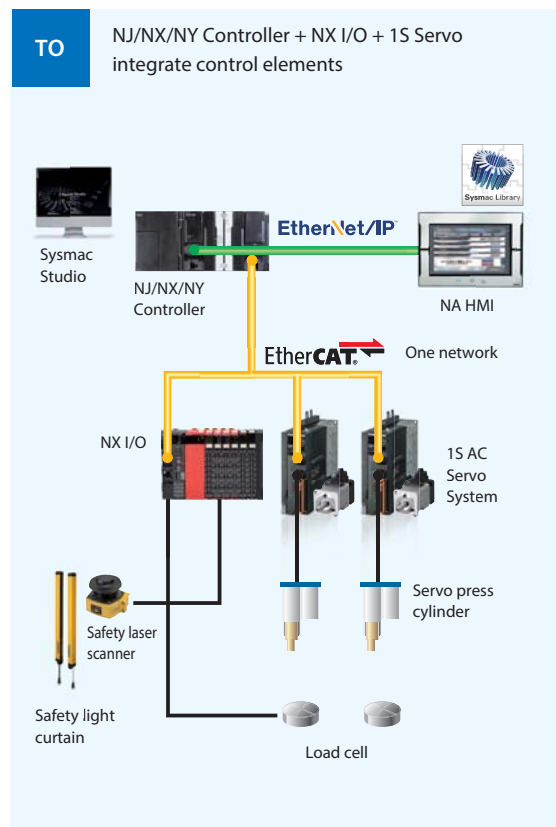 TO
NJ/NX/NY Controller + NX I/O + 1S Servo
integrate control elements
Sysmac Library
EtherNet/IP™
Sysmac
Studio
NJ/NX/NY
Controller
NA HMI
EtherCAT®
One network
NX I/O
1S AC
Servo
System
Servo press
cylinder
Safety laser
scanner
Safety light
curtain
Load cell